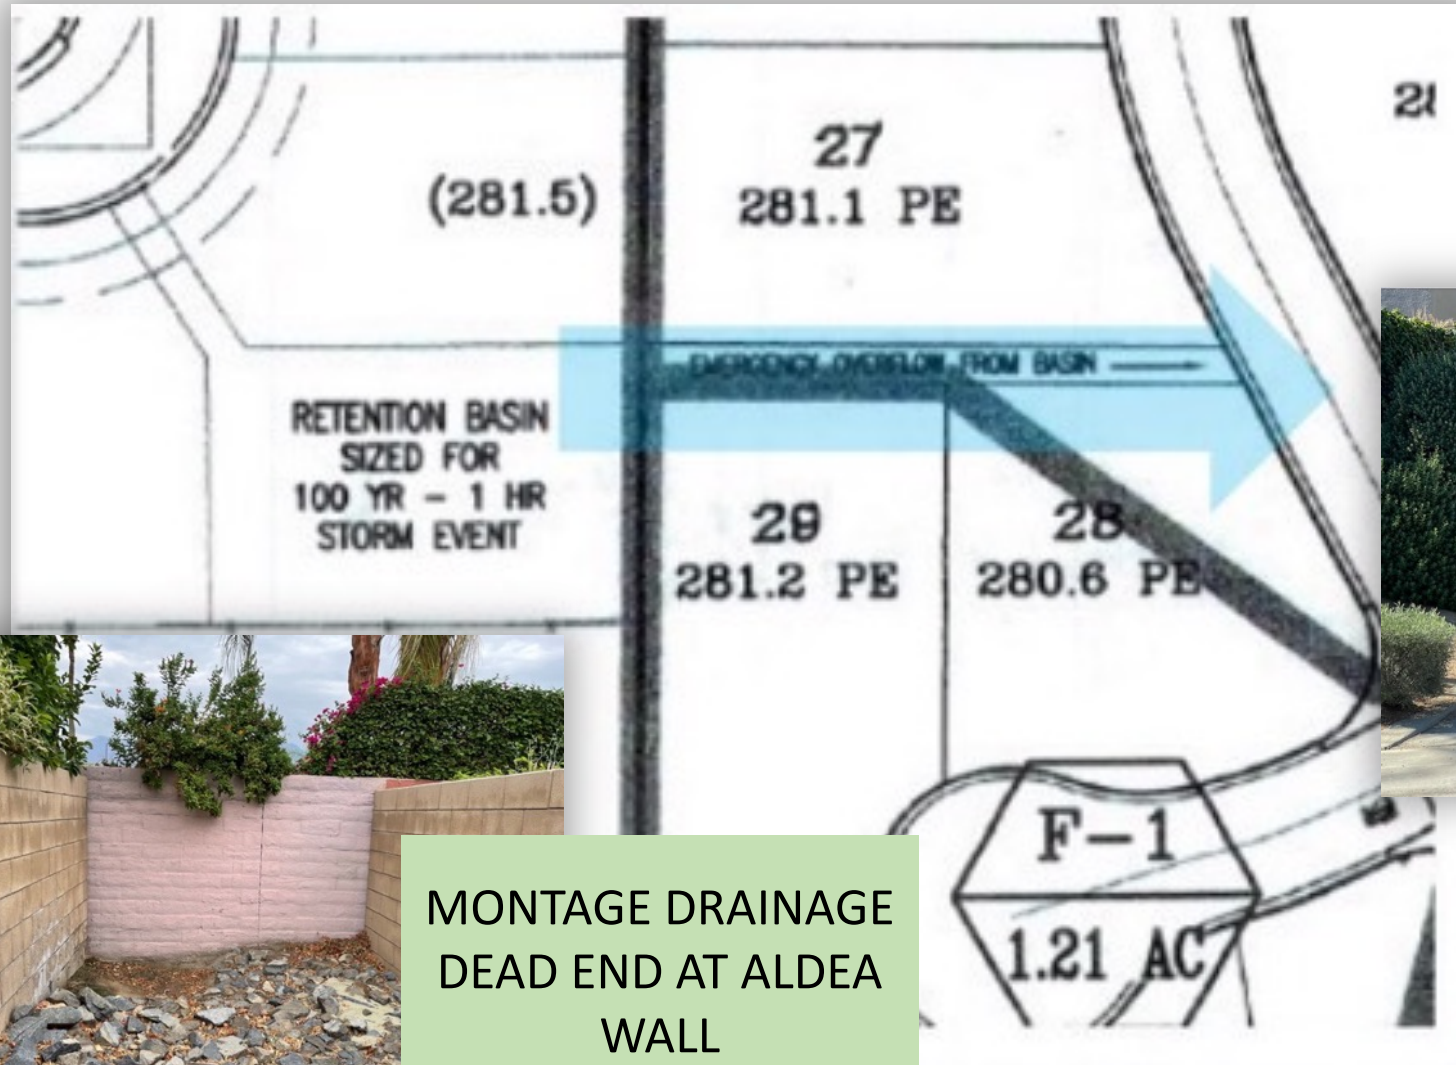 27
281.1 PE
(281.5)
EMERGENCY OVERFLOW FROM BASIN
RETENTION BASIN
SIZED FOR
100 YR - 1 HR
STORM EVENT
29
281.2 PE
28
280.6 PE
F-1
1.21 AC
MONTAGE DRAINAGE
DEAD END AT ALDEA
WALL